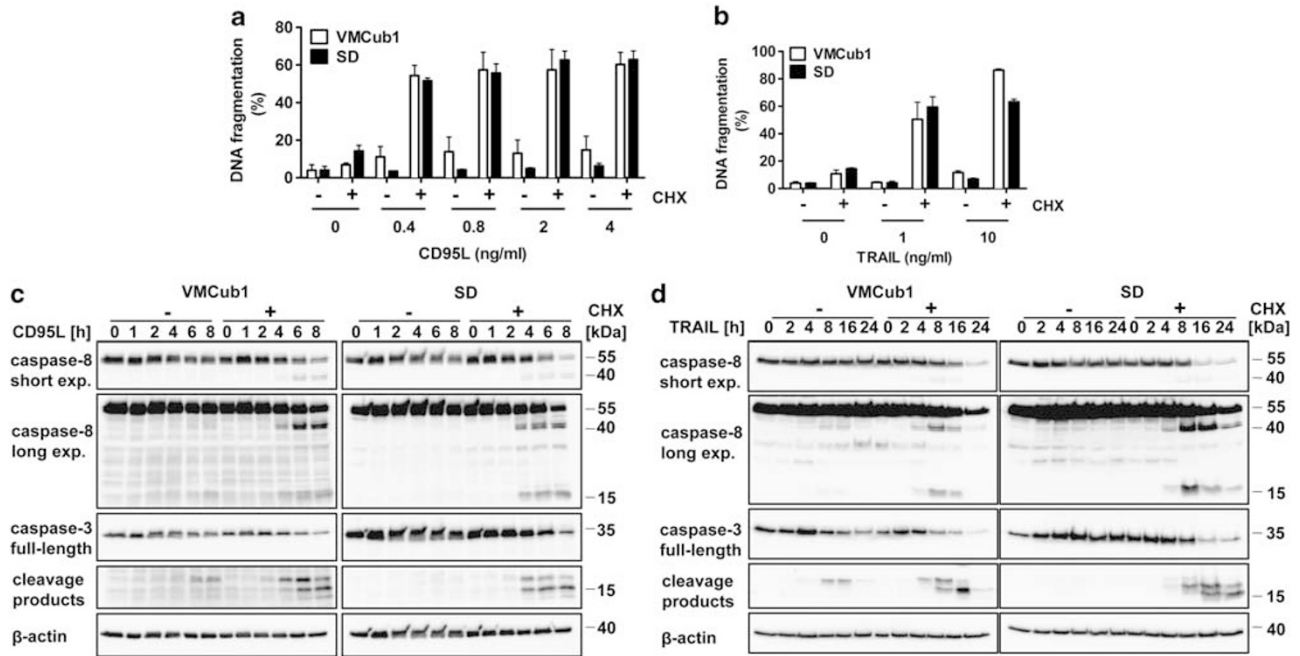 a
80
60
40
20
0
DNA fragmentation
(%)
VMCub1
SD
- + - + - + - + - + CHX
0 0.4 0.8 2 4
CD95L (ng/ml)
b
100
80
60
40
20
0
DNA fragmentation
(%)
VMCub1
SD
- + - + - + CHX
0 1 10
TRAIL (ng/ml)
c
VMCub1 SD
- + - + CHX
CD95L [h] 0 1 2 4 6 8 0 1 2 4 6 8 0 1 2 4 6 8 0 1 2 4 6 8 [kDa]
caspase-8
short exp.
55
40
caspase-8
long exp.
55
40
15
caspase-3
full-length
35
cleavage
products
15
β-actin
40
d
VMCub1 SD
- + - + CHX
TRAIL [h] 0 2 4 8 16 24 0 2 4 8 16 24 0 2 4 8 16 24 0 2 4 8 16 24 [kDa]
caspase-8
short exp.
55
40
caspase-8
long exp.
55
40
15
caspase-3
full-length
35
cleavage
products
15
β-actin
40